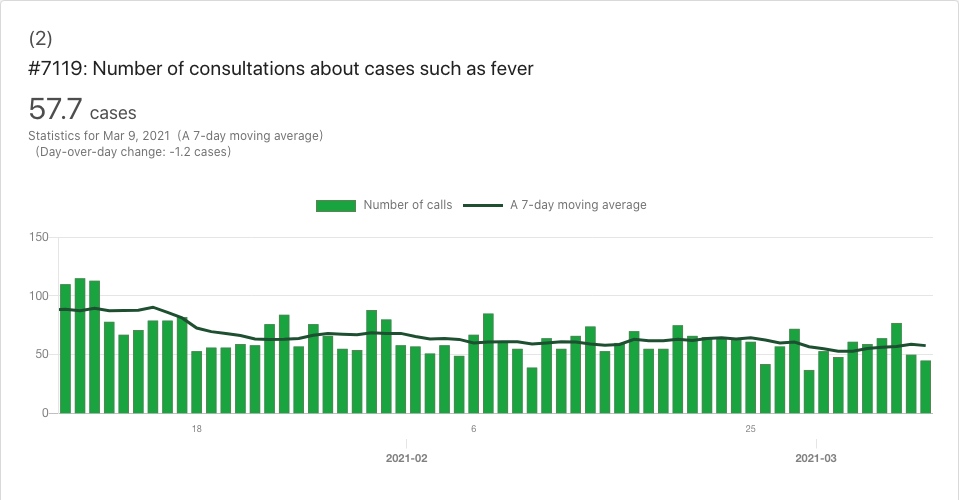 (2)
#7119: Number of consultations about cases such as fever
57.7 cases
Statistics for Mar 9, 2021 (A 7-day moving average)
(Day-over-day change: -1.2 cases)
Number of calls A 7-day moving average
150
100
50
0
18 6 25
2021-02 2021-03